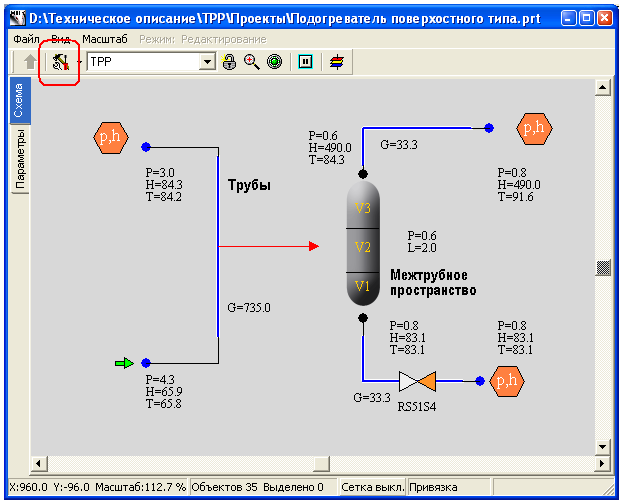 D:\Техническое описание\TPP\Проекты\Подогреватель поверхостного типа.prt
Файл Вид Масштаб Режим: Редактирование
TPP
Схема
Параметры
p,h
P=3.0
H=84.3
T=84.2
Трубы
G=735.0
P=4.3
H=65.9
T=65.8
P=0.6
H=490.0
T=84.3
G=33.3
p,h
P=0.8
H=490.0
T=91.6
V3
V2
V1
P=0.6
L=2.0
Межтрубное
пространство
P=0.8
H=83.1
T=83.1
P=0.8
H=83.1
T=83.1
p,h
G=33.3
RS51S4
X:960.0 Y:-96.0 Масштаб:112.7 % Объектов 35 Выделено 0 Сетка выкл. Привязка